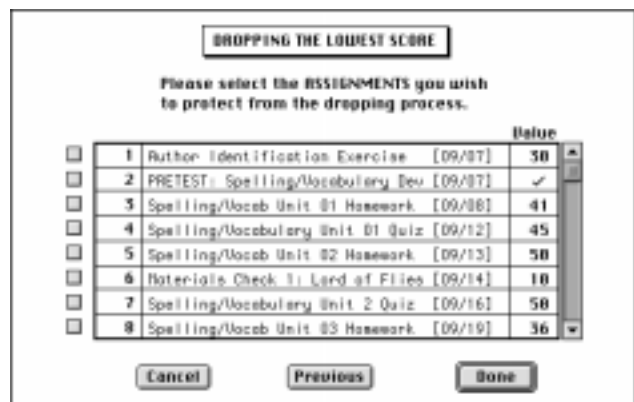 DROPPING THE LOWEST SCORE
Please select the ASSIGNMENTS you wish
to protect from the dropping process.
Value
1 Author Identification Exercise [09/07] 30
2 PRETEST: Spelling/Vocabulary Dev [09/07] ✓
3 Spelling/Vocab Unit 01 Homework [09/08] 41
4 Spelling/Vocabulary Unit 01 Quiz [09/12] 45
5 Spelling/Vocab Unit 02 Homework [09/13] 50
6 Materials Check 1: Lord of Flies [09/14] 10
7 Spelling/Vocabulary Unit 2 Quiz [09/16] 50
8 Spelling/Vocab Unit 03 Homework [09/19] 36
Cancel Previous Done